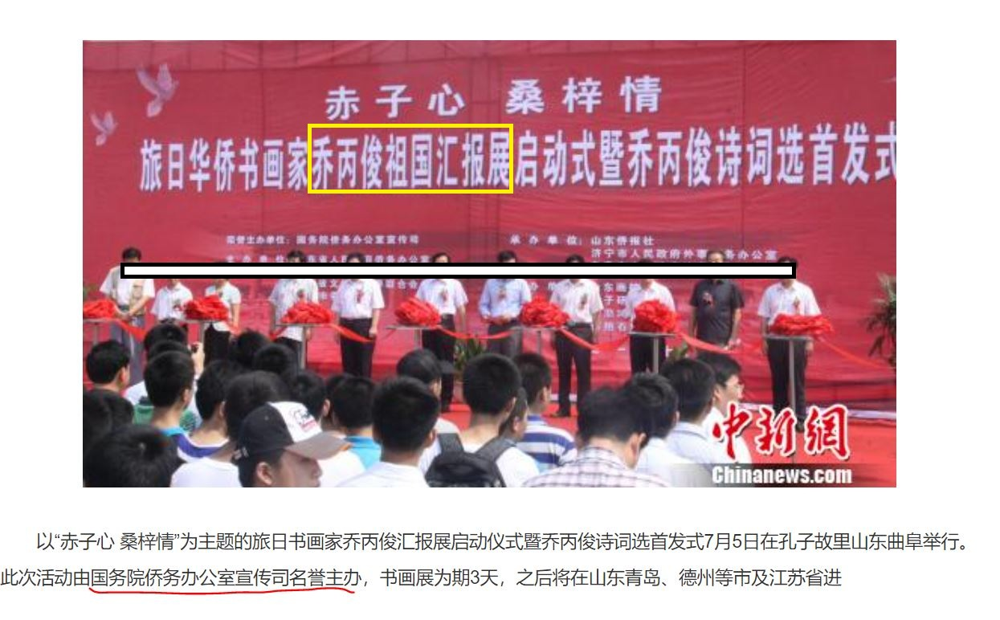 赤子心 桑梓情
旅日华侨书画家乔丙俊祖国汇报展启动式暨乔丙俊诗词选首发式
荣誉主办单位：国务院侨务办公室宣传司
承办单位：山东侨报社
济宁市人民政府外事 务办公室
中新網
Chinanews.com
以“赤子心 桑梓情”为主题的旅日书画家乔丙俊汇报展启动仪式暨乔丙俊诗词选首发式7月5日在孔子故里山东曲阜举行。
此次活动由国务院侨务办公室宣传司名誉主办，书画展为期3天，之后将在山东青岛、德州等市及江苏省进